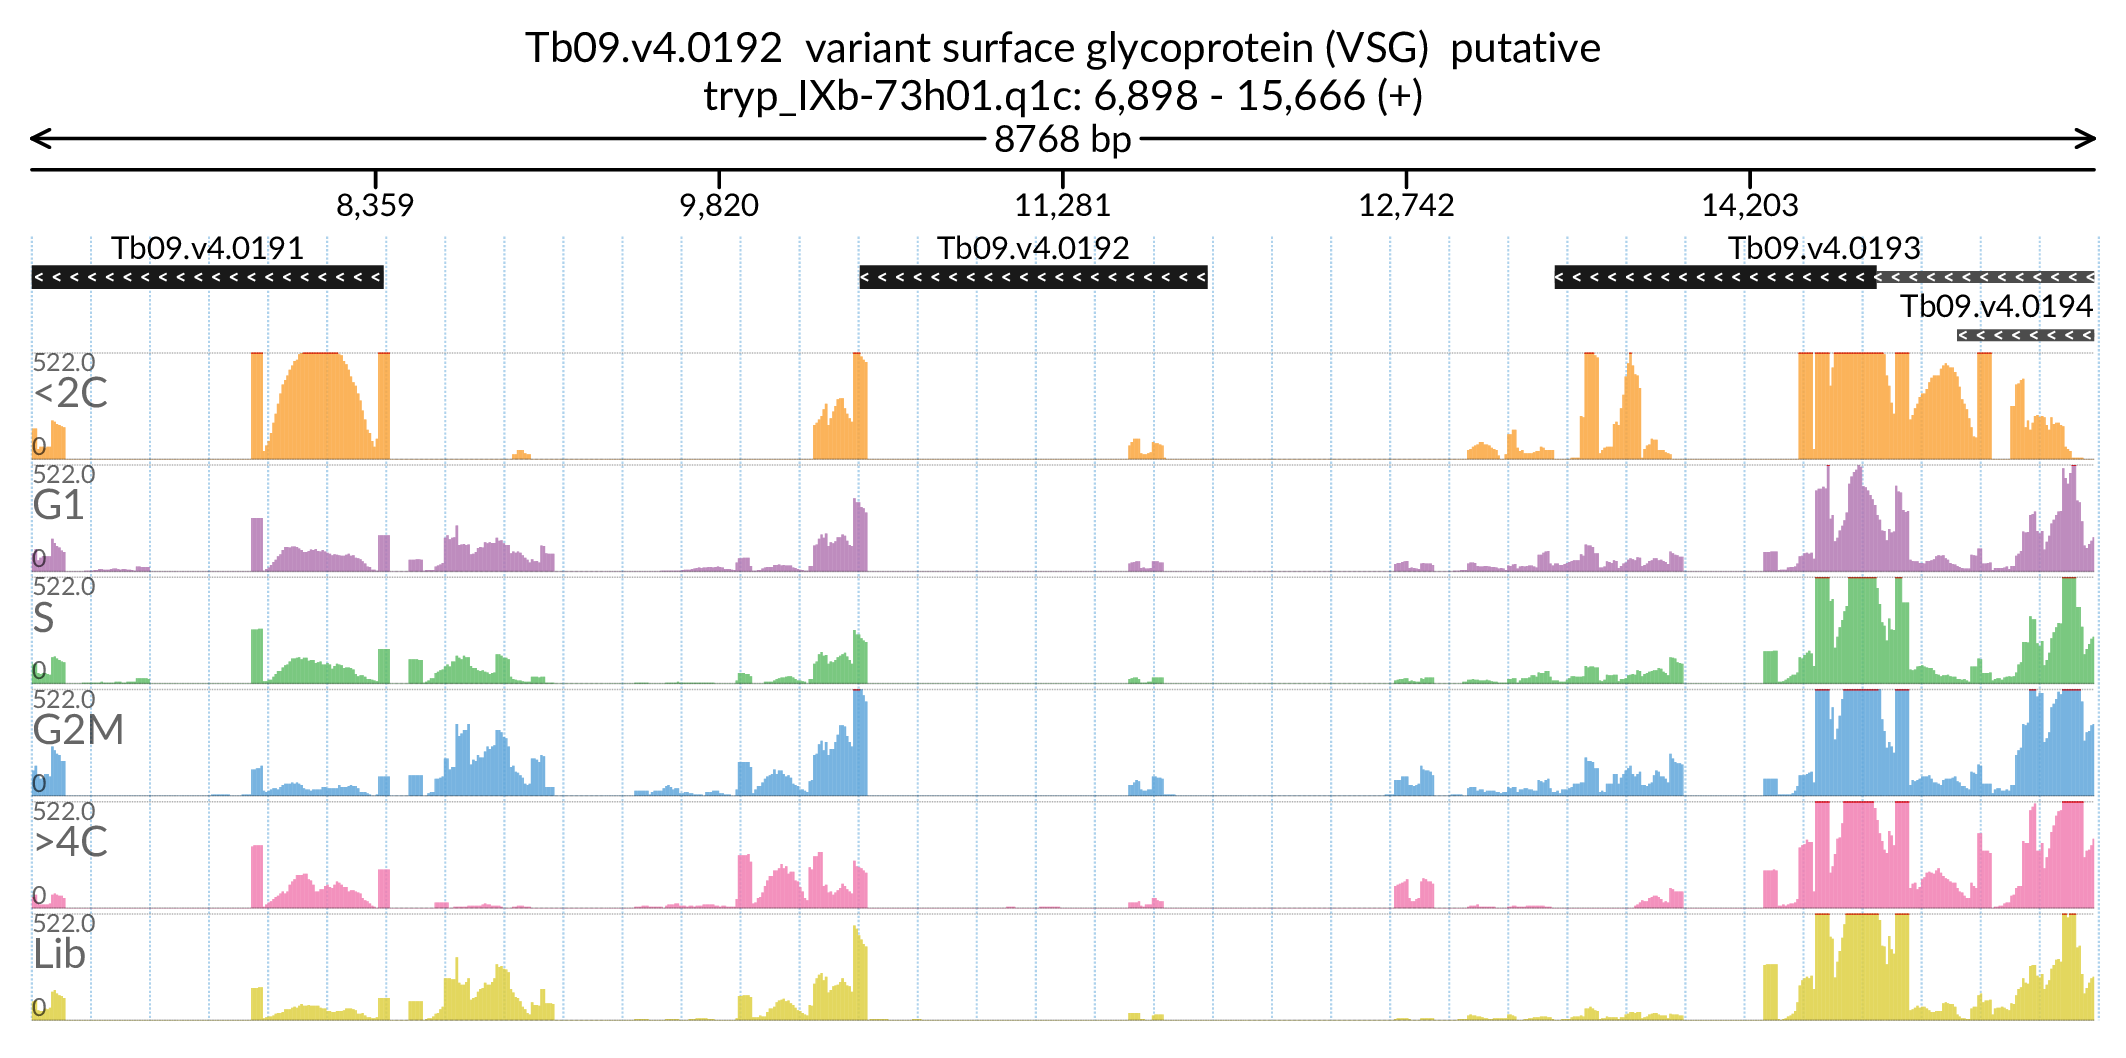 Tb09.v4.0192  variant surface glycoprotein (VSG)  putative
tryp_IXb-73h01.q1c: 6,898 - 15,666 (+)
8768 bp
8,359 9,820 11,281 12,742 14,203
Tb09.v4.0191 Tb09.v4.0192 Tb09.v4.0193
Tb09.v4.0194
522.0
<2C
0
522.0
G1
0
522.0
S
0
522.0
G2M
0
522.0
>4C
0
522.0
Lib
0